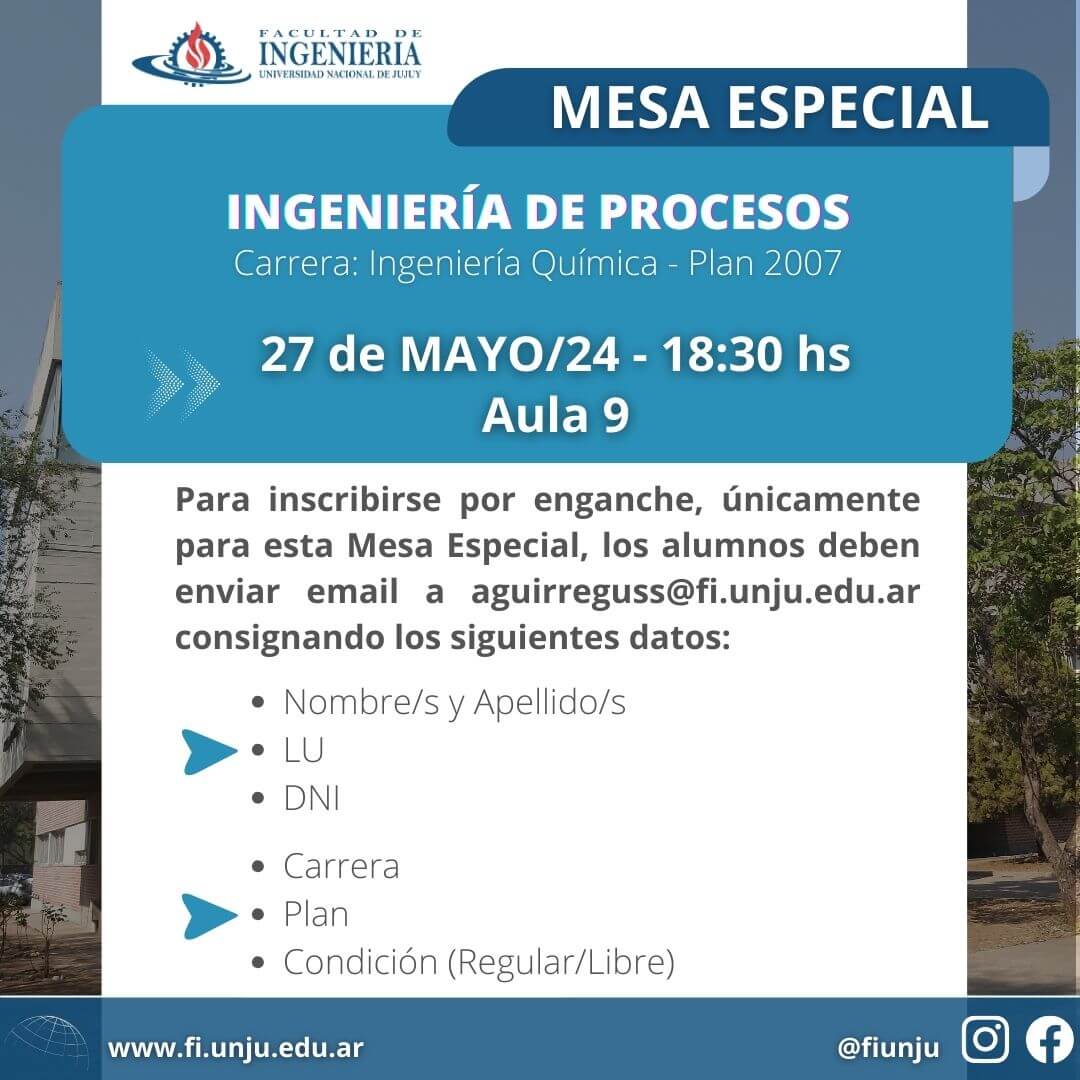 FACULTAD DE
INGENIERIA
UNIVERSIDAD NACIONAL DE JUJUY
MESA ESPECIAL
INGENIERÍA DE PROCESOS
Carrera: Ingeniería Química - Plan 2007
27 de MAYO/24 - 18:30 hs
Aula 9
Para inscribirse por enganche, únicamente
para esta Mesa Especial, los alumnos deben
enviar email a aguirreguss@fi.unju.edu.ar
consignando los siguientes datos:
• Nombre/s y Apellido/s
• LU
• DNI
• Carrera
• Plan
• Condición (Regular/Libre)
www.fi.unju.edu.ar
@fiunju